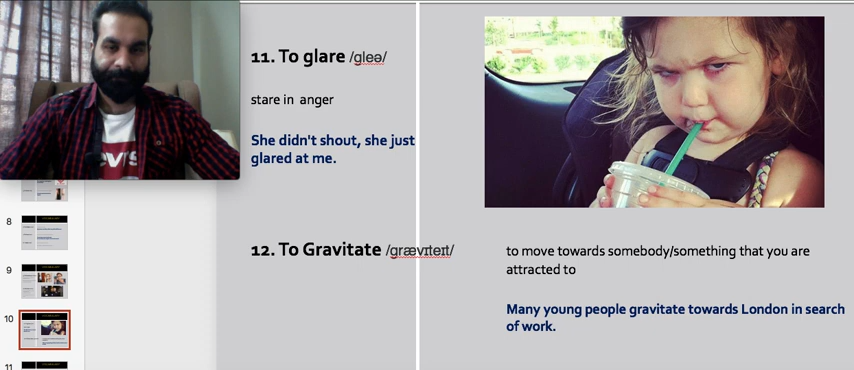 11. To glare /gleə/
stare in anger
She didn't shout, she just
glared at me.
12. To Gravitate /ɡrævɪteɪt/
to move towards somebody/something that you are
attracted to
Many young people gravitate towards London in search
of work.
8
9
10
11